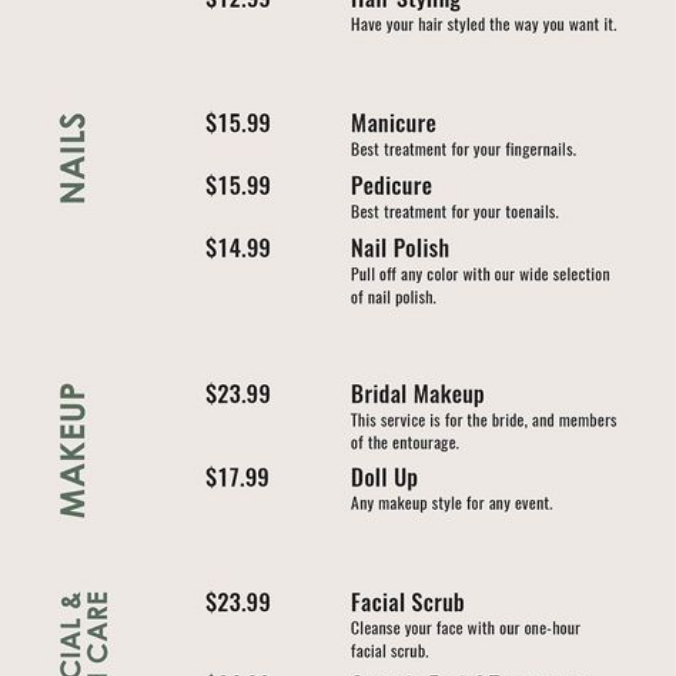 $12.99 Hair Styling
Have your hair styled the way you want it.
NAILS
$15.99 Manicure
Best treatment for your fingernails.
$15.99 Pedicure
Best treatment for your toenails.
$14.99 Nail Polish
Pull off any color with our wide selection
of nail polish.
MAKEUP
$23.99 Bridal Makeup
This service is for the bride, and members
of the entourage.
$17.99 Doll Up
Any makeup style for any event.
CIAL &
CARE
$23.99 Facial Scrub
Cleanse your face with our one-hour
facial scrub.